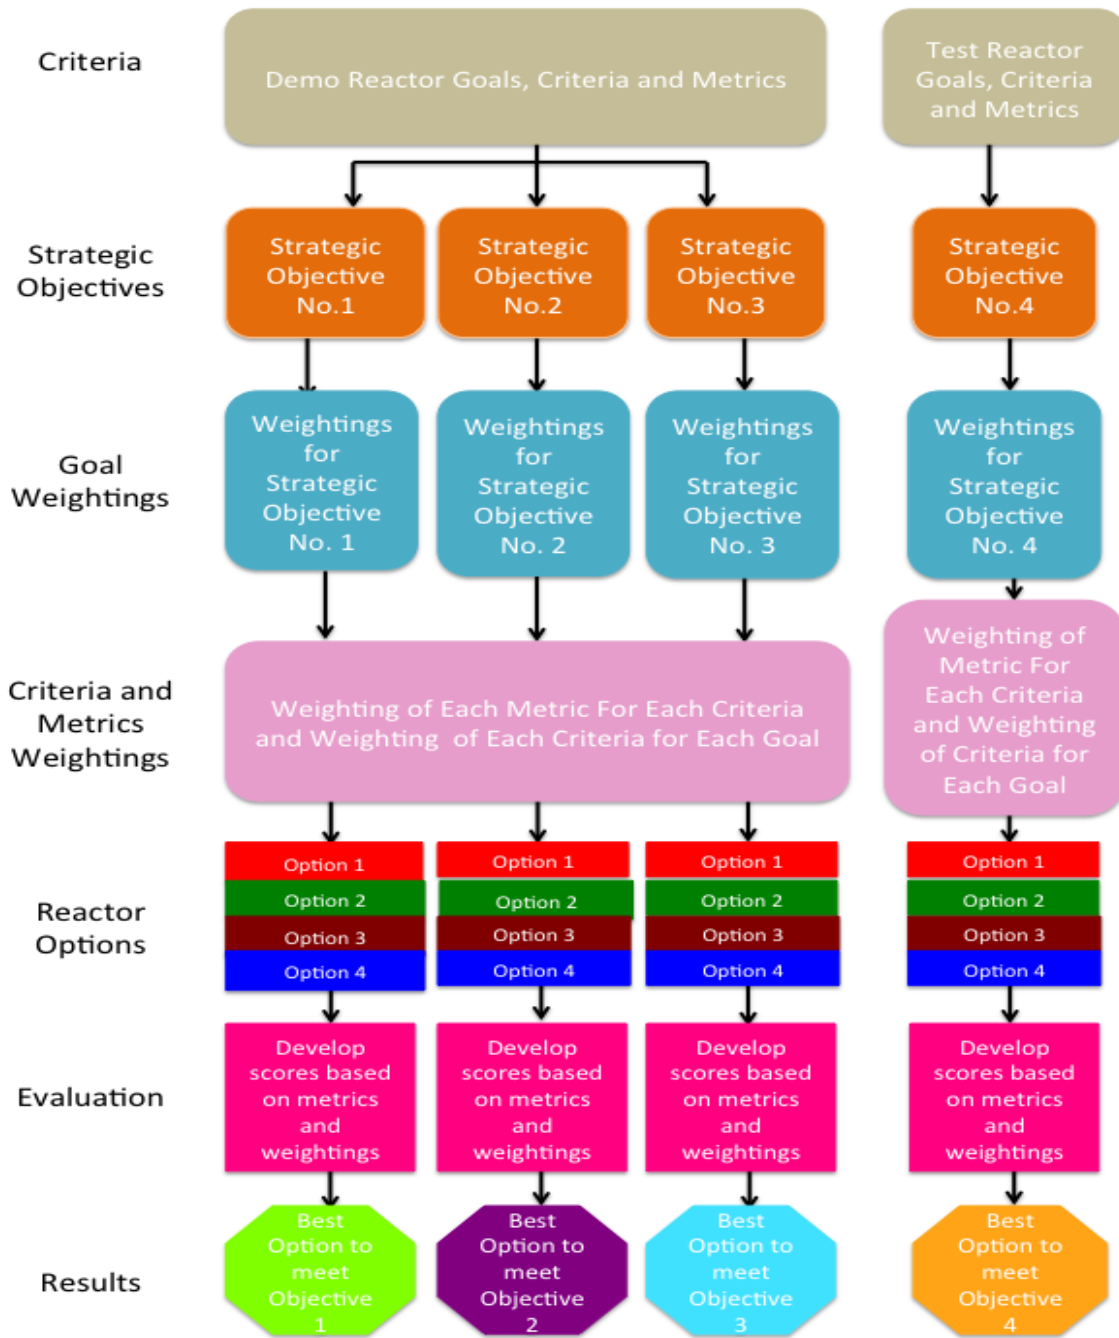 Criteria
Demo Reactor Goals, Criteria and Metrics
Test Reactor
Goals, Criteria
and Metrics
Strategic
Objectives
Strategic
Objective
No.1
Strategic
Objective
No.2
Strategic
Objective
No.3
Strategic
Objective
No.4
Goal
Weightings
Weightings
for
Strategic
Objective
No. 1
Weightings
for
Strategic
Objective
No. 2
Weightings
for
Strategic
Objective
No. 3
Weightings
for
Strategic
Objective
No. 4
Criteria and
Metrics
Weightings
Weighting of Each Metric For Each Criteria
and Weighting of Each Criteria for Each Goal
Weighting of
Metric For
Each Criteria
and Weighting
of Criteria for
Each Goal
Reactor
Options
Option 1
Option 2
Option 3
Option 4
Option 1
Option 2
Option 3
Option 4
Option 1
Option 2
Option 3
Option 4
Option 1
Option 2
Option 3
Option 4
Evaluation
Develop
scores based
on metrics
and
weightings
Develop
scores based
on metrics
and
weightings
Develop
scores based
on metrics
and
weightings
Develop
scores based
on metrics
and
weightings
Results
Best
Option to
meet
Objective
1
Best
Option to
meet
Objective
2
Best
Option to
meet
Objective
3
Best
Option to
meet
Objective
4